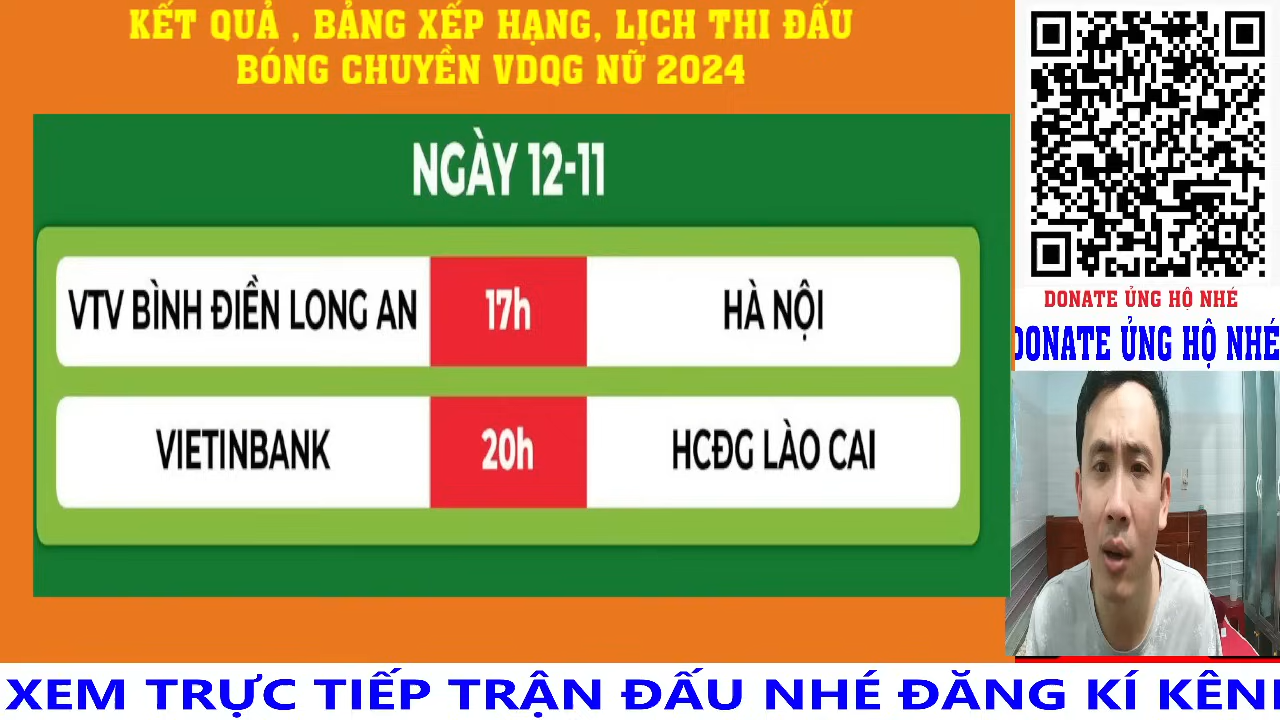 KẾT QUẢ , BẢNG XẾP HẠNG, LỊCH THI ĐẤU
BÓNG CHUYỀN VDQG NỮ 2024
NGÀY 12-11
VTV BÌNH ĐIỀN LONG AN 17h HÀ NỘI
VIETINBANK 20h HCĐG LÀO CAI
DONATE ỦNG HỘ NHÉ
DONATE ỦNG HỘ NHÉ
XEM TRỰC TIẾP TRẬN ĐẤU NHÉ ĐĂNG KÍ KÊN